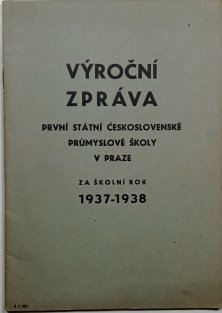 VÝROČNÍ
ZPRÁVA
PRVNÍ STÁTNÍ ČESKOSLOVENSKÉ
PRŮMYSLOVÉ ŠKOLY
V PRAZE
ZA ŠKOLNÍ ROK
1937-1938